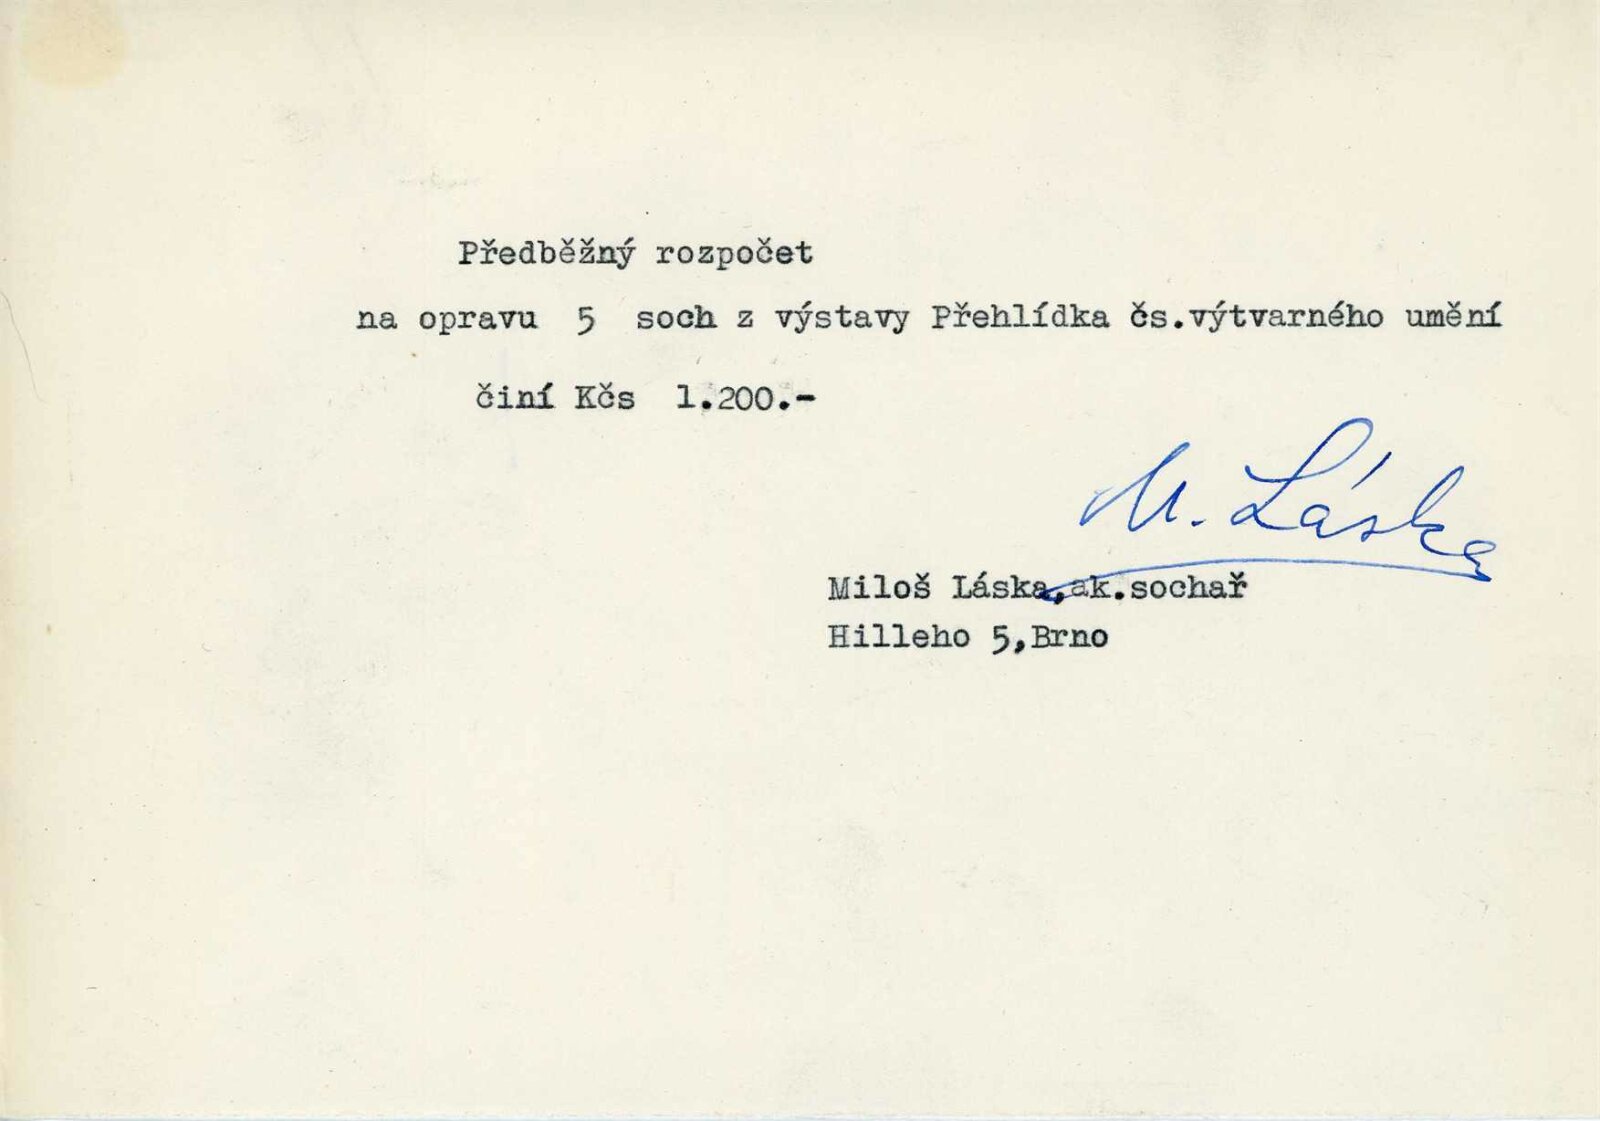 Předběžný rozpočet
na opravu 5 soch z výstavy Přehlídka čs.výtvarného umění
činí Kčs 1.200.-
M. Láska
Miloš Láska,ak.sochař
Hilleho 5,Brno